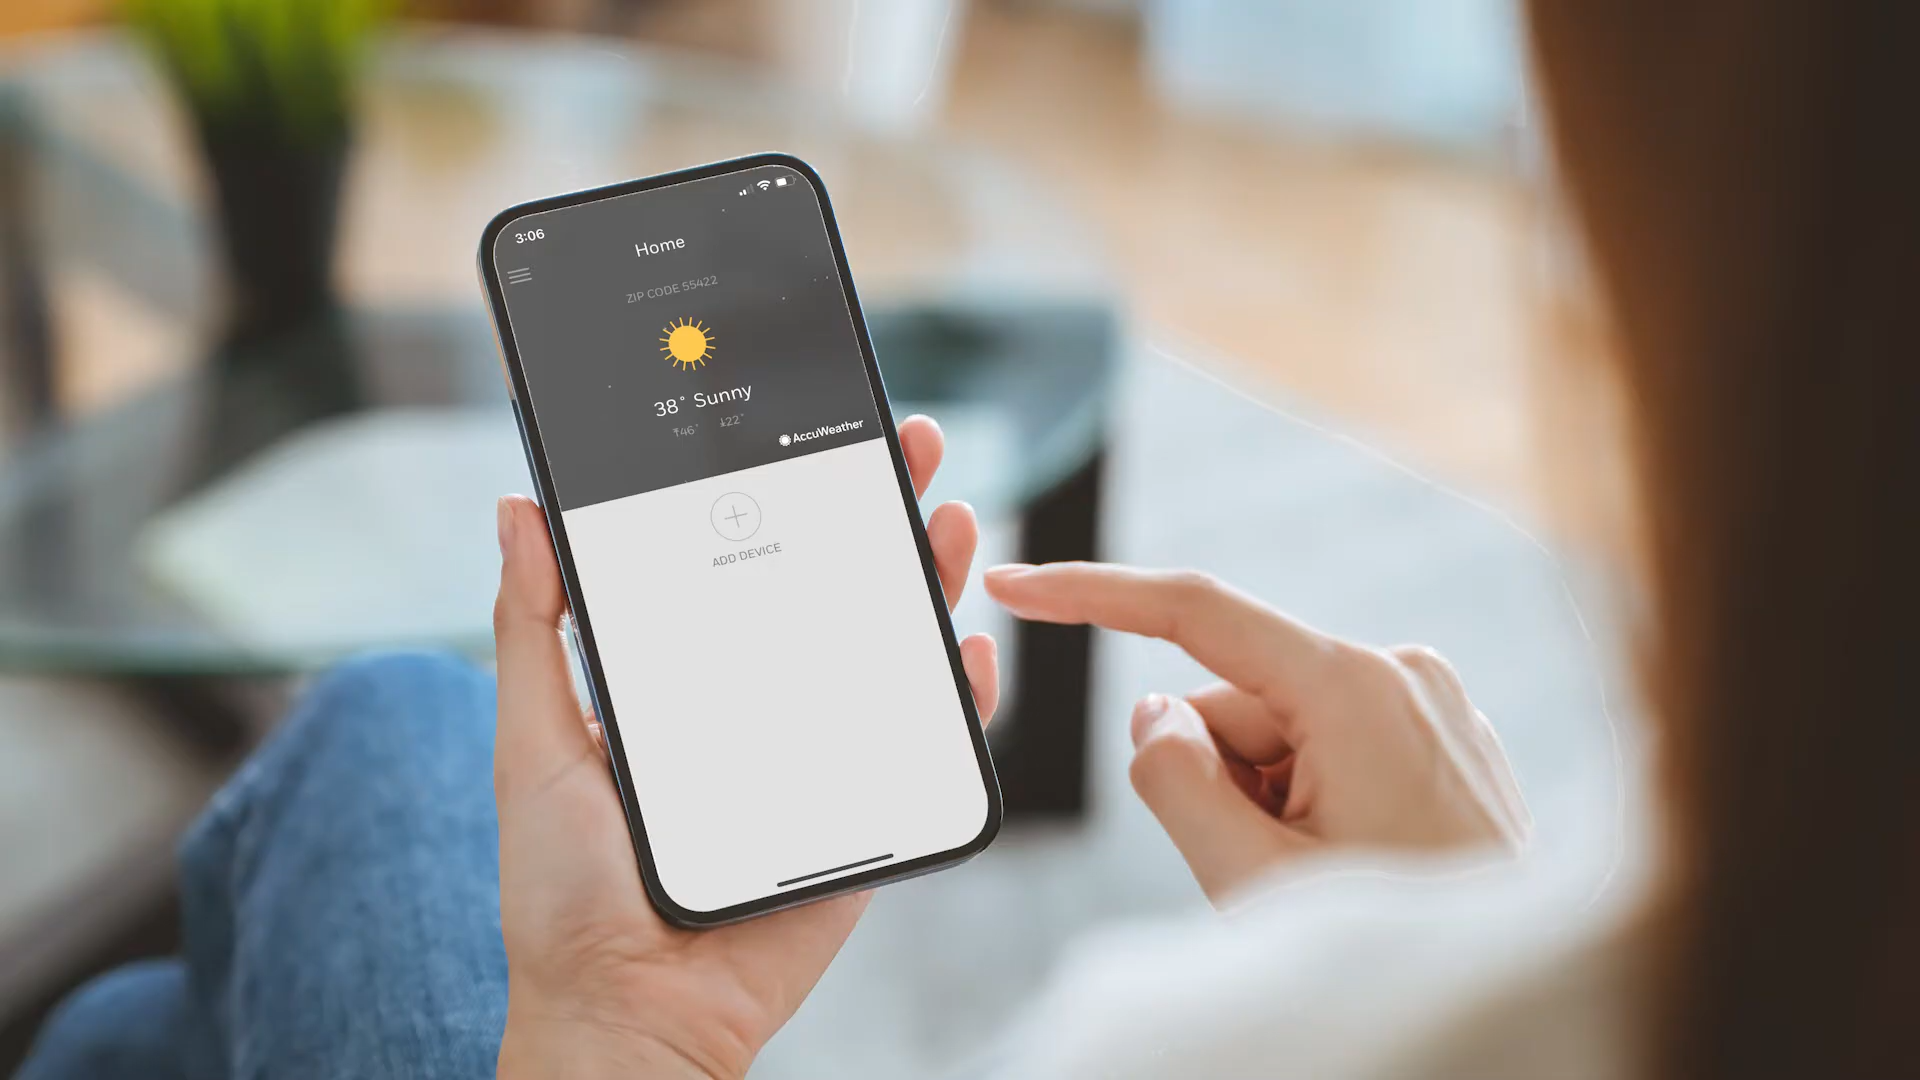 3:06
Home
ZIP CODE 55422
38° Sunny
46° 22°
AccuWeather
ADD DEVICE